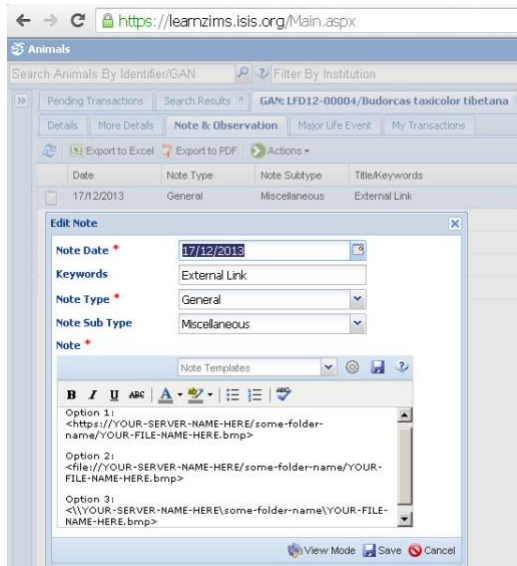 https://learnzims.isis.org/Main.aspx
Animals
Search Animals By Identifier/GAN Filter By Institution
Pending Transactions Search Results GAN: LFD12-00004/Budorcas taxicolor tibetana
Details More Details Note & Observation Major Life Event My Transactions
Export to Excel Export to PDF Actions
Date Note Type Note Subtype Title/Keywords
17/12/2013 General Miscellaneous External Link
Edit Note
Note Date * 17/12/2013
Keywords External Link
Note Type * General
Note Sub Type Miscellaneous
Note *
Note Templates
B I U ABC A ab
Option 1:
<https://YOUR-SERVER-NAME-HERE/some-folder-
name/YOUR-FILE-NAME-HERE.bmp>
Option 2:
<file://YOUR-SERVER-NAME-HERE/some-folder-name/YOUR-
FILE-NAME-HERE.bmp>
Option 3:
<\\YOUR-SERVER-NAME-HERE\some-folder-name\YOUR-FILE-
NAME-HERE.bmp>
View Mode Save Cancel